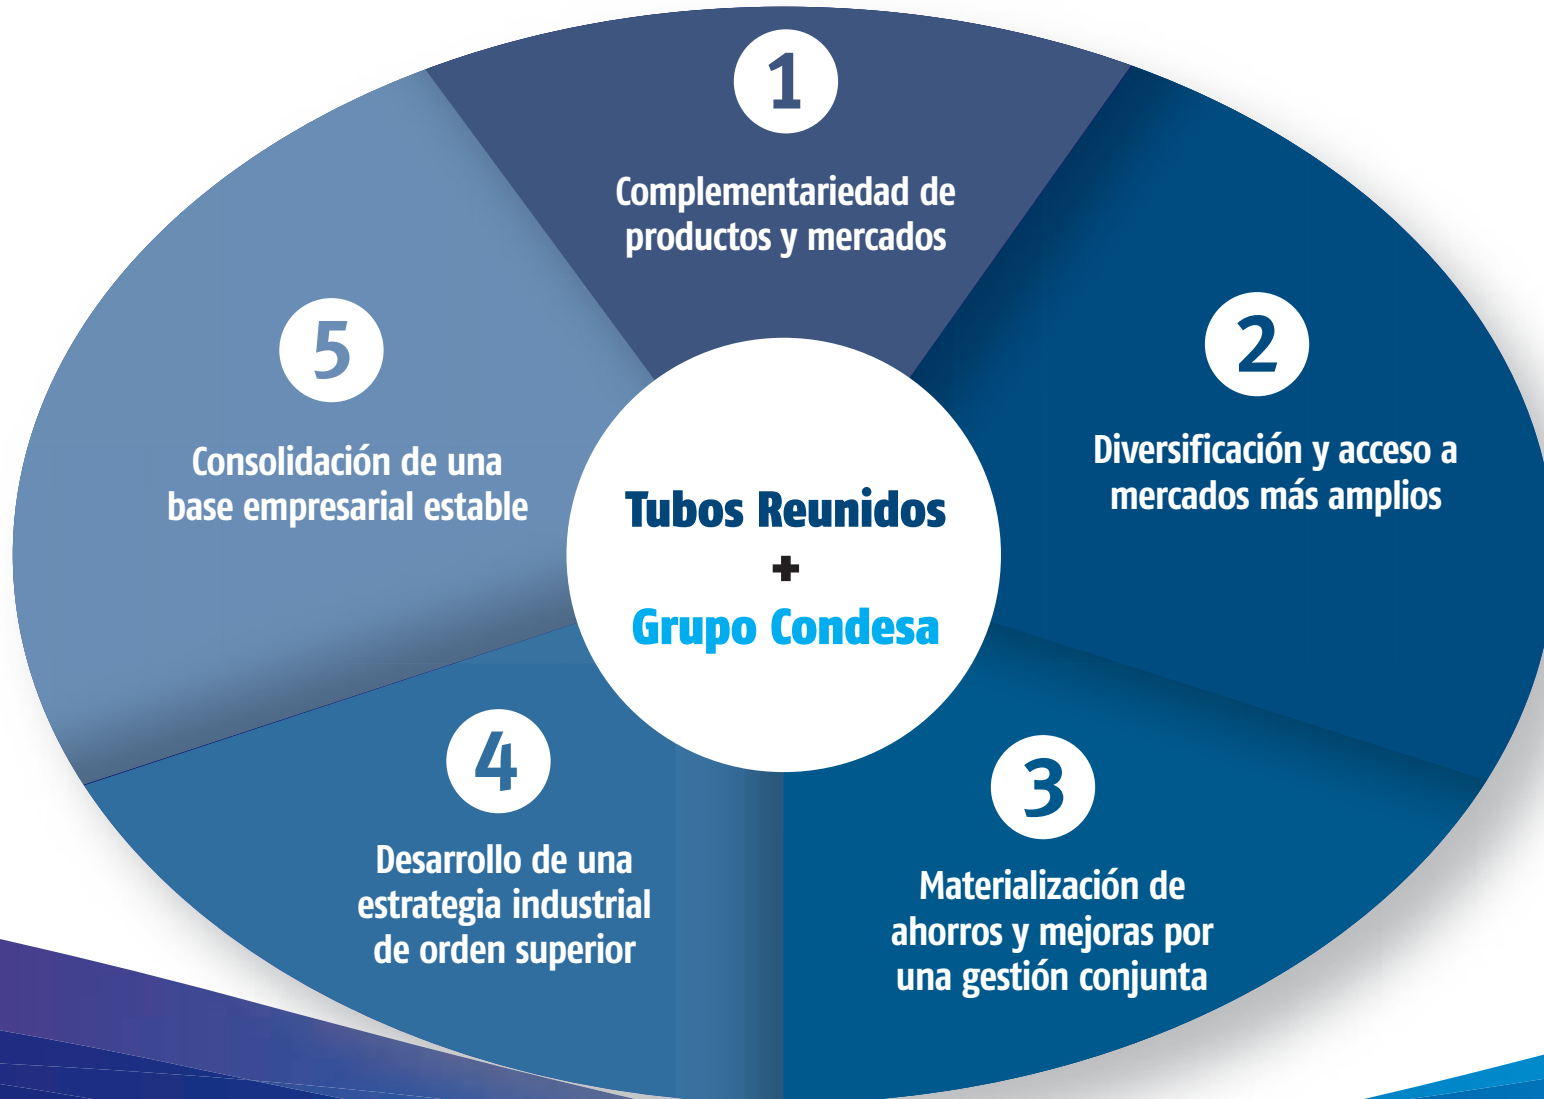 1
Complementariedad de
productos y mercados
2
Diversificación y acceso a
mercados más amplios
3
Materialización de
ahorros y mejoras por
una gestión conjunta
4
Desarrollo de una
estrategia industrial
de orden superior
5
Consolidación de una
base empresarial estable
Tubos Reunidos
+
Grupo Condesa